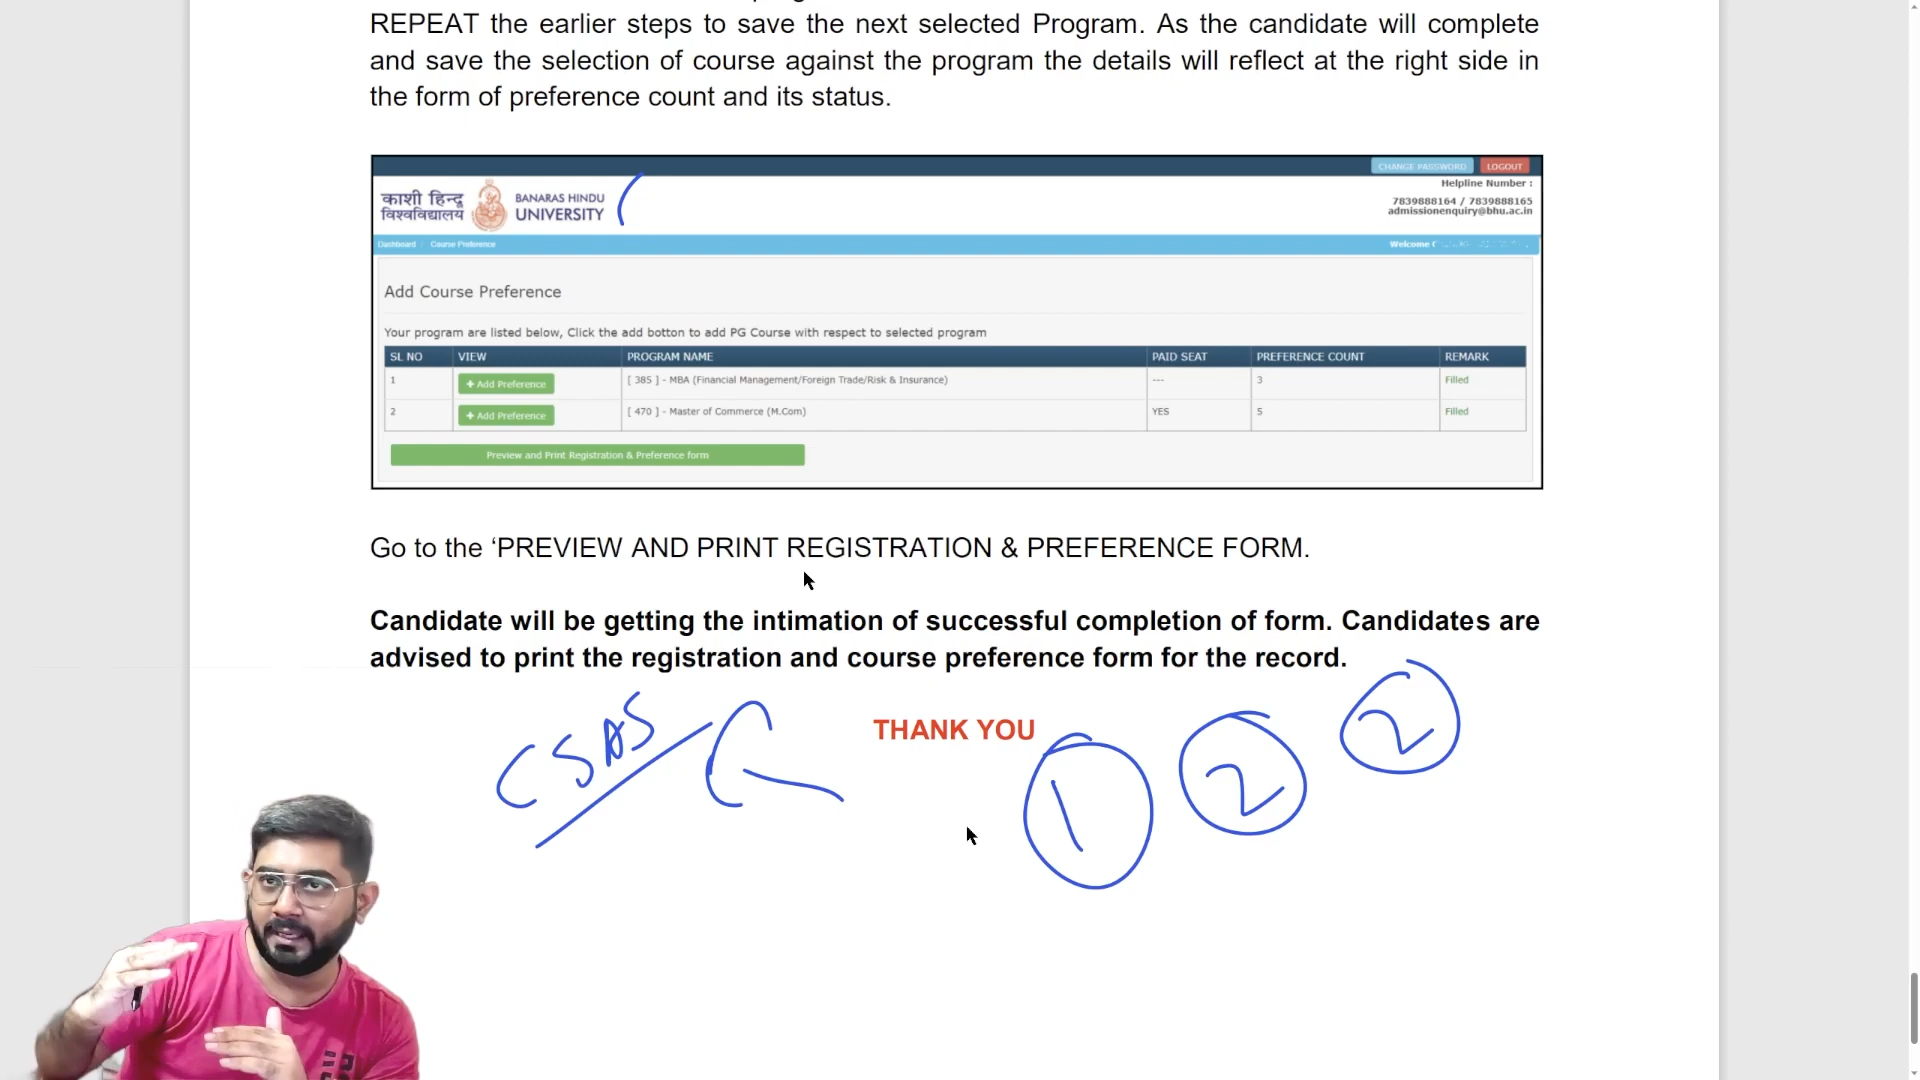 REPEAT the earlier steps to save the next selected Program. As the candidate will complete
and save the selection of course against the program the details will reflect at the right side in
the form of preference count and its status.
CHANGE PASSWORD LOGOUT
काशी हिन्दू
विश्वविद्यालय
BANARAS HINDU
UNIVERSITY
Helpline Number :
7839888164 / 7839888165
admissionenquiry@bhu.ac.in
Dashboard / Course Preference
Welcome
Add Course Preference
Your program are listed below, Click the add botton to add PG Course with respect to selected program
SL NO VIEW PROGRAM NAME PAID SEAT PREFERENCE COUNT REMARK
1 + Add Preference [ 385 ] - MBA (Financial Management/Foreign Trade/Risk & Insurance) --- 3 Filled
2 + Add Preference [ 470 ] - Master of Commerce (M.Com) YES 5 Filled
Preview and Print Registration & Preference form
Go to the ‘PREVIEW AND PRINT REGISTRATION & PREFERENCE FORM.
Candidate will be getting the intimation of successful completion of form. Candidates are
advised to print the registration and course preference form for the record.
THANK YOU
CSAS
1 2 2